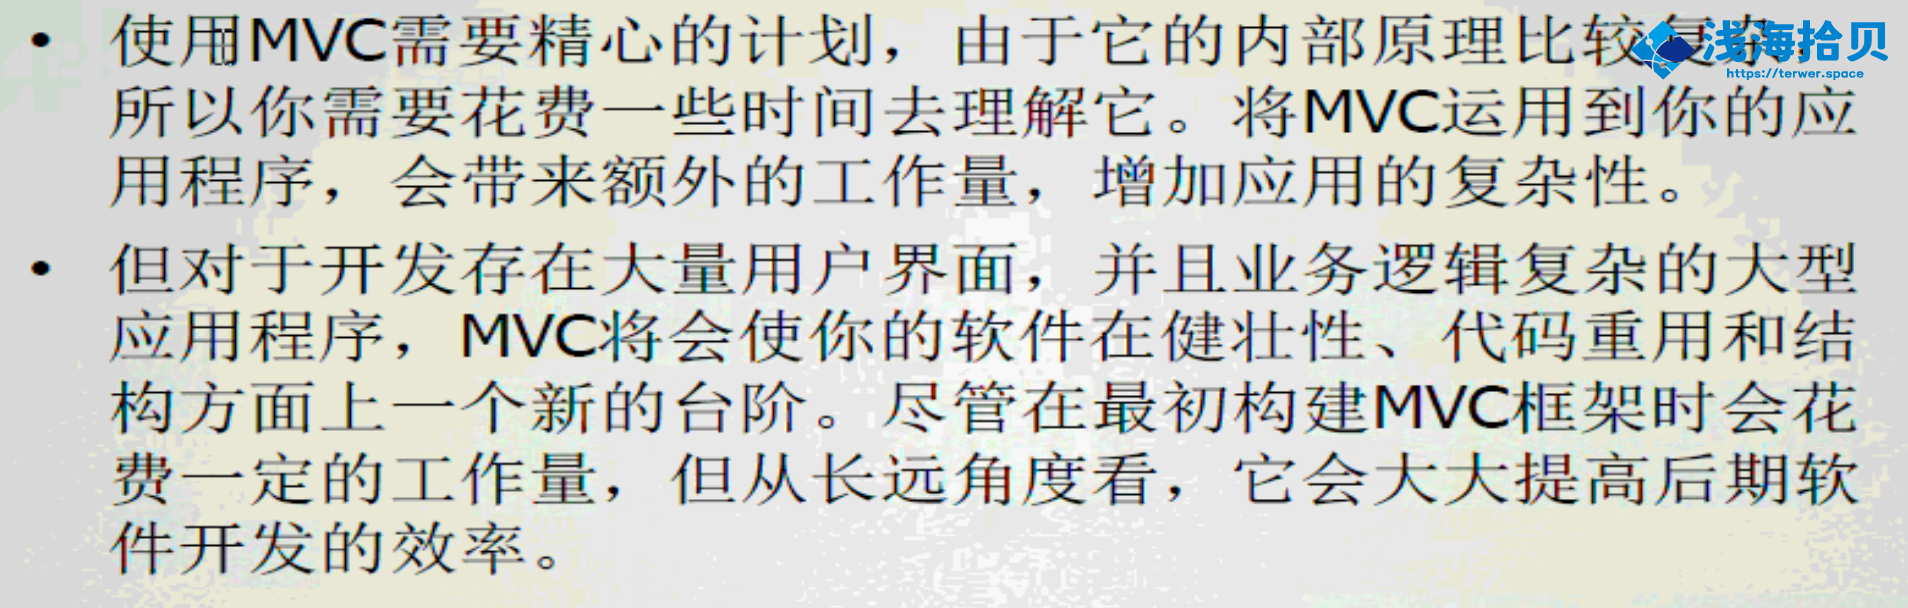 • 使用MVC需要精心的计划，由于它的内部原理比较复杂，
所以你需要花费一些时间去理解它。将MVC运用到你的应
用程序，会带来额外的工作量，增加应用的复杂性。
• 但对于开发存在大量用户界面，并且业务逻辑复杂的大型
应用程序，MVC将会使你的软件在健壮性、代码重用和结
构方面上一个新的台阶。尽管在最初构建MVC框架时会花
费一定的工作量，但从长远角度看，它会大大提高后期软
件开发的效率。
浅海拾贝
https://terwer.space